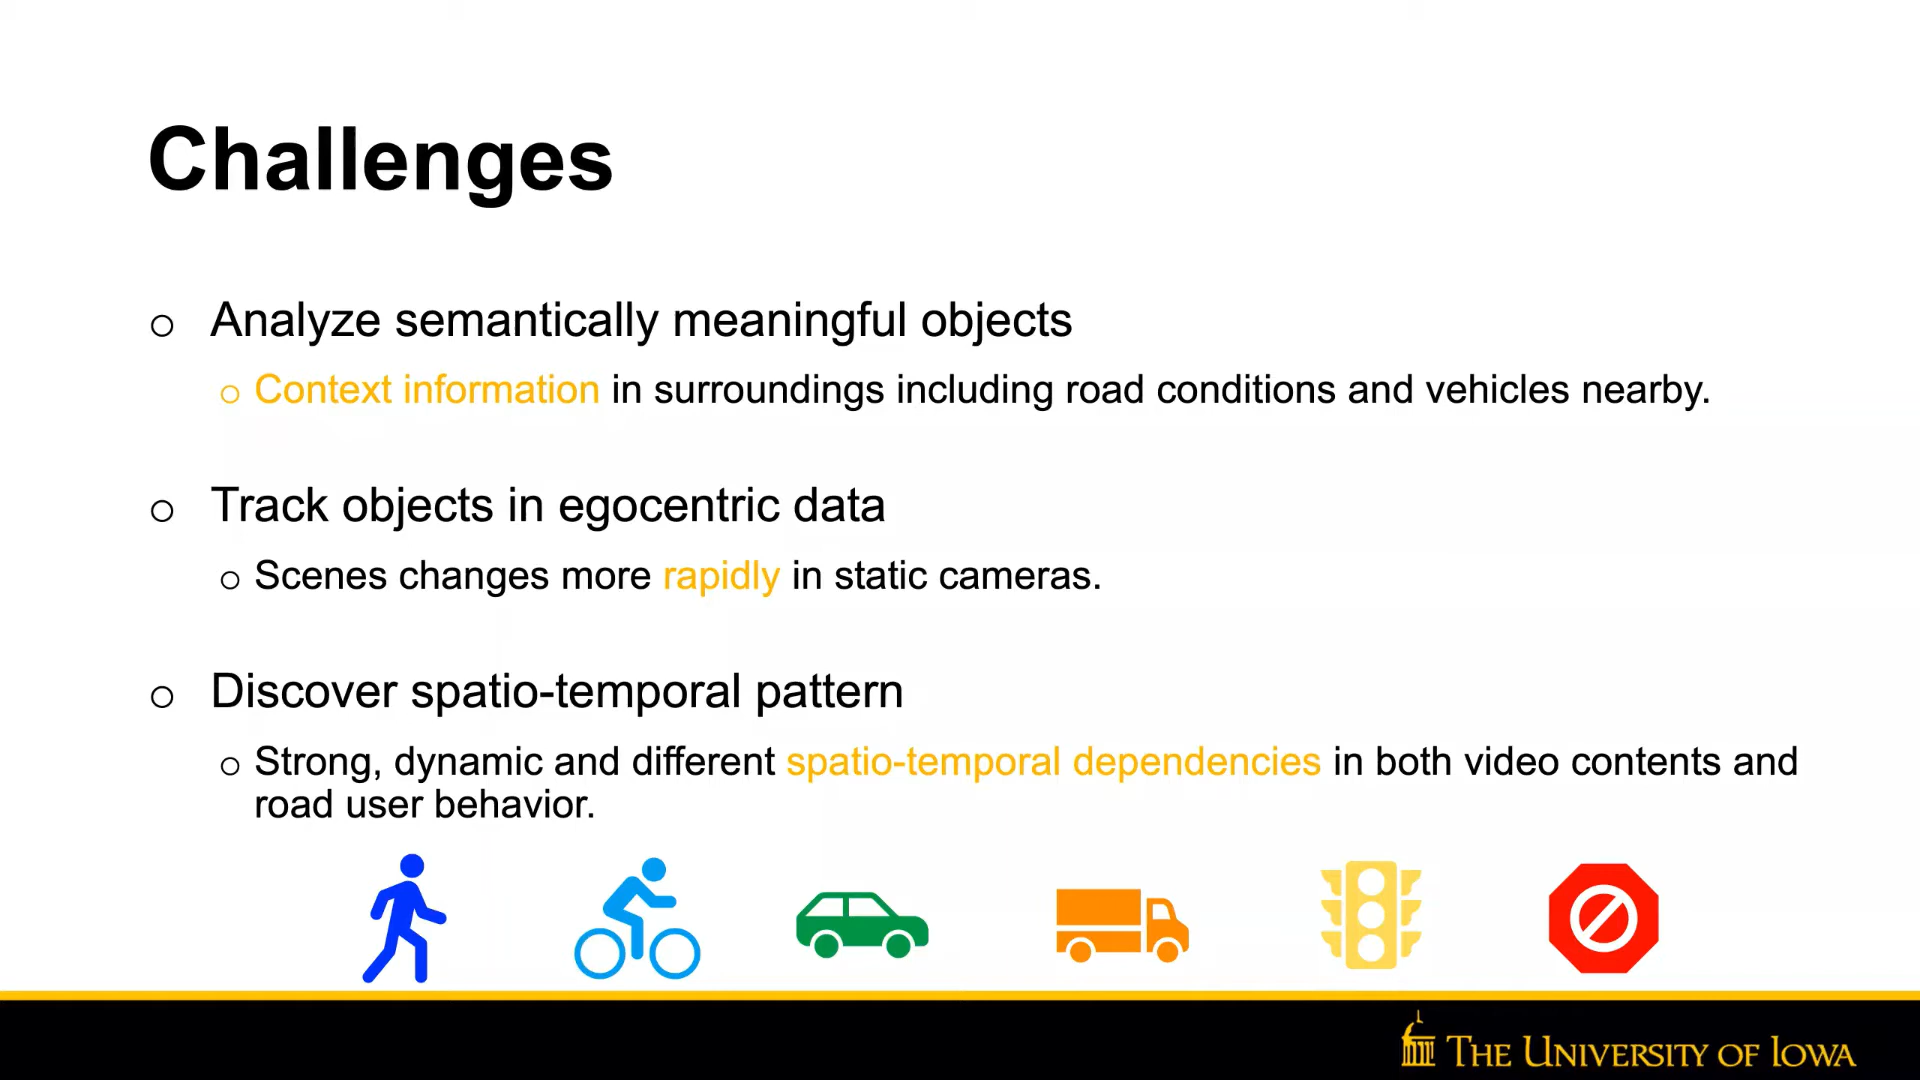 Challenges
o Analyze semantically meaningful objects
o Context information in surroundings including road conditions and vehicles nearby.
o Track objects in egocentric data
o Scenes changes more rapidly in static cameras.
o Discover spatio-temporal pattern
o Strong, dynamic and different spatio-temporal dependencies in both video contents and
road user behavior.
THE UNIVERSITY OF IOWA